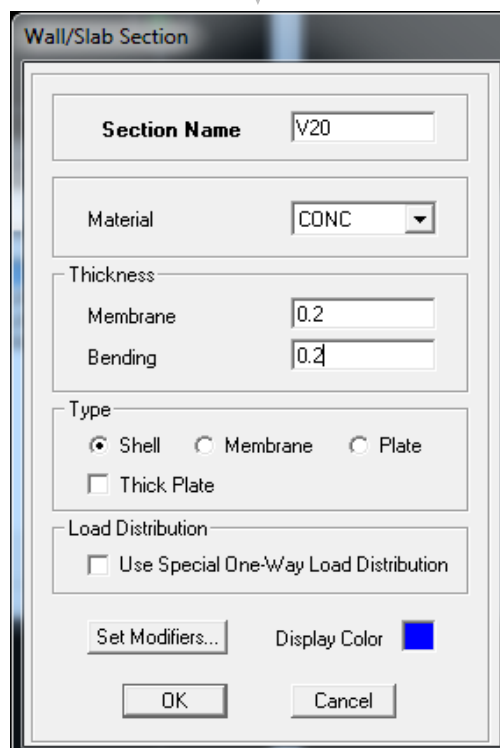 Wall/Slab Section
Section Name V20
Material CONC
Thickness
Membrane 0.2
Bending 0.2
Type
Shell Membrane Plate
Thick Plate
Load Distribution
Use Special One-Way Load Distribution
Set Modifiers... Display Color
OK Cancel